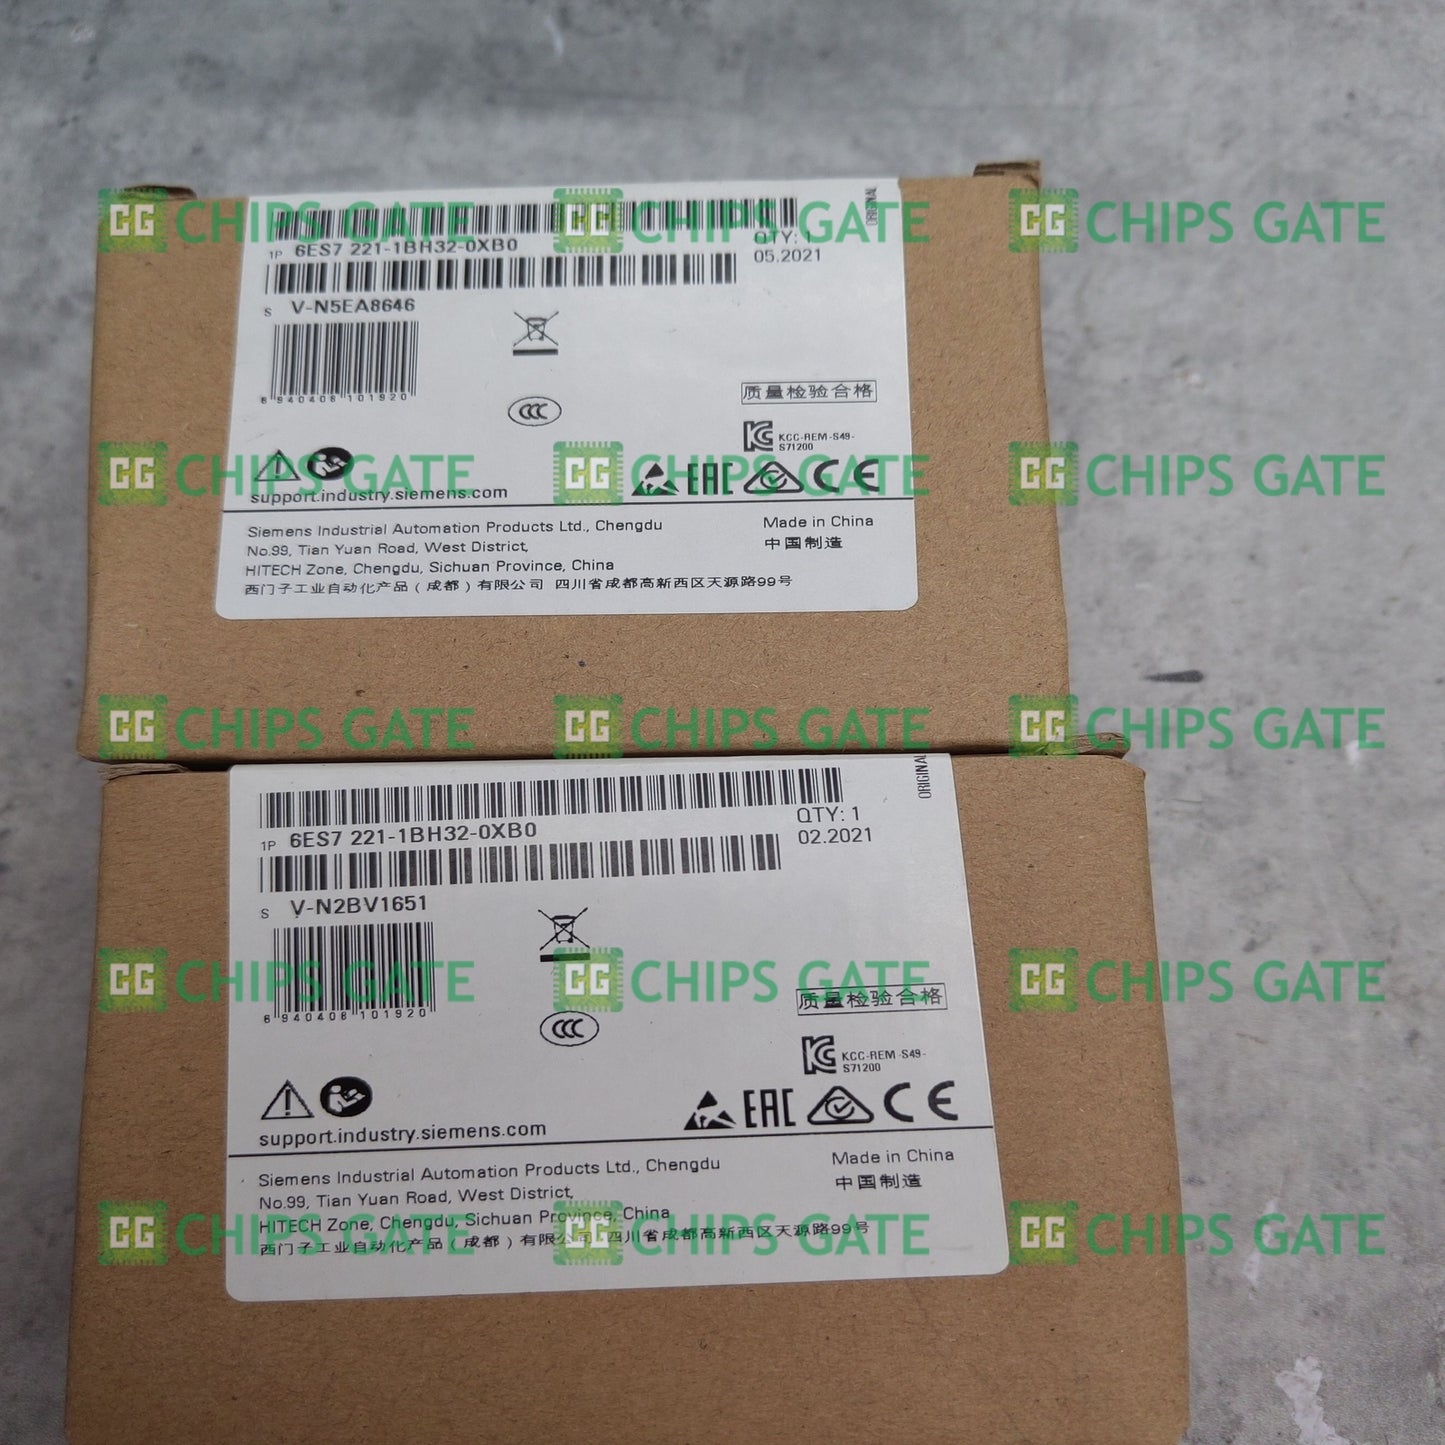 ORIGINAL
1P 6ES7 221-1BH32-0XB0
QTY: 1
05.2021
S V-N5EA8646
6 940408 101920
质量检验合格
KCC-REM-S49-
S71200
EAC CE
support.industry.siemens.com
Siemens Industrial Automation Products Ltd., Chengdu
No.99, Tian Yuan Road, West District,
HITECH Zone, Chengdu, Sichuan Province, China
西门子工业自动化产品(成都)有限公司 四川省成都高新西区天源路99号
Made in China
中国制造
ORIGINAL
1P 6ES7 221-1BH32-0XB0
QTY: 1
02.2021
S V-N2BV1651
6 940408 101920
质量检验合格
KCC-REM-S49-
S71200
EAC CE
support.industry.siemens.com
Siemens Industrial Automation Products Ltd., Chengdu
No.99, Tian Yuan Road, West District,
HITECH Zone, Chengdu, Sichuan Province, China
西门子工业自动化产品(成都)有限公司 四川省成都高新西区天源路99号
Made in China
中国制造
CG CHIPS GATE CG CHIPS GATE CG CHIPS GATE
CG CHIPS GATE CG CHIPS GATE CG CHIPS GATE
CG CHIPS GATE CG CHIPS GATE CG CHIPS GATE
CG CHIPS GATE CG CHIPS GATE CG CHIPS GATE
CG CHIPS GATE CG CHIPS GATE CG CHIPS GATE